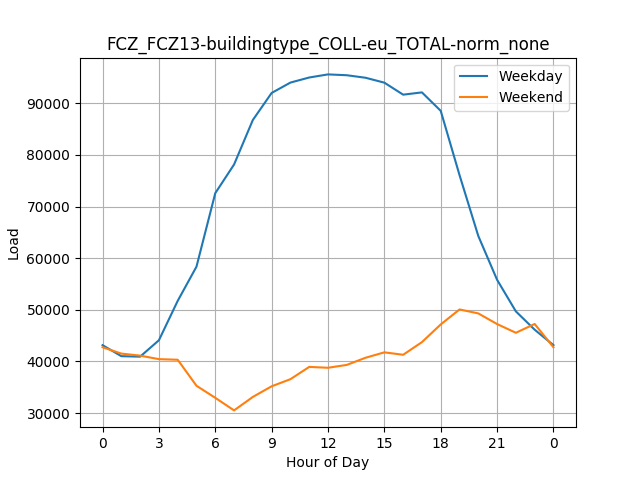 FCZ_FCZ13-buildingtype_COLL-eu_TOTAL-norm_none
Weekday
Weekend
90000
80000
70000
60000
50000
40000
30000
Load
0 3 6 9 12 15 18 21 0
Hour of Day